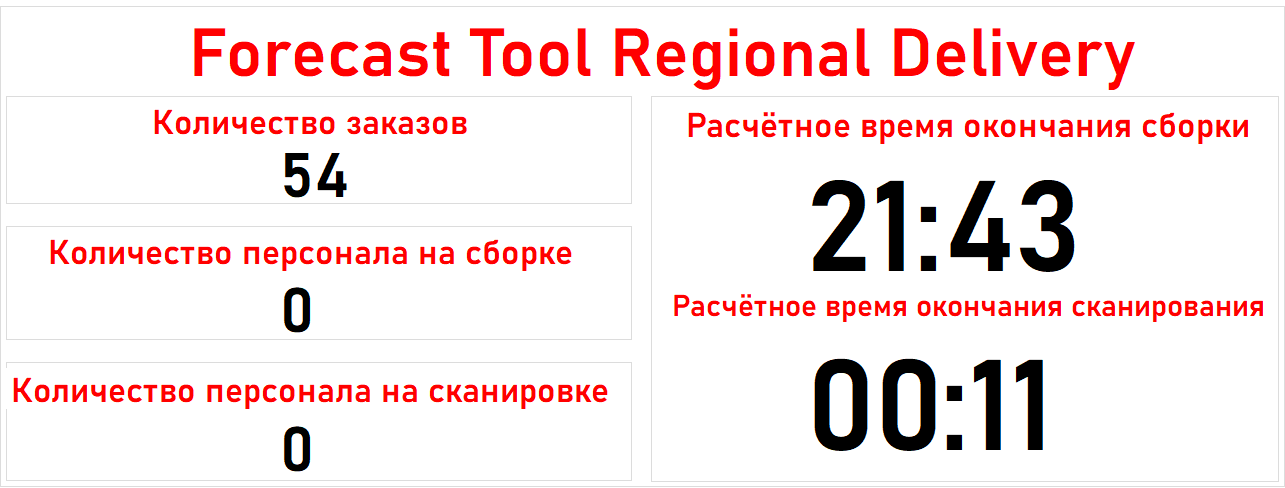 Forecast Tool Regional Delivery
Количество заказов
54
Количество персонала на сборке
0
Количество персонала на сканировке
0
Расчётное время окончания сборки
21:43
Расчётное время окончания сканирования
00:11